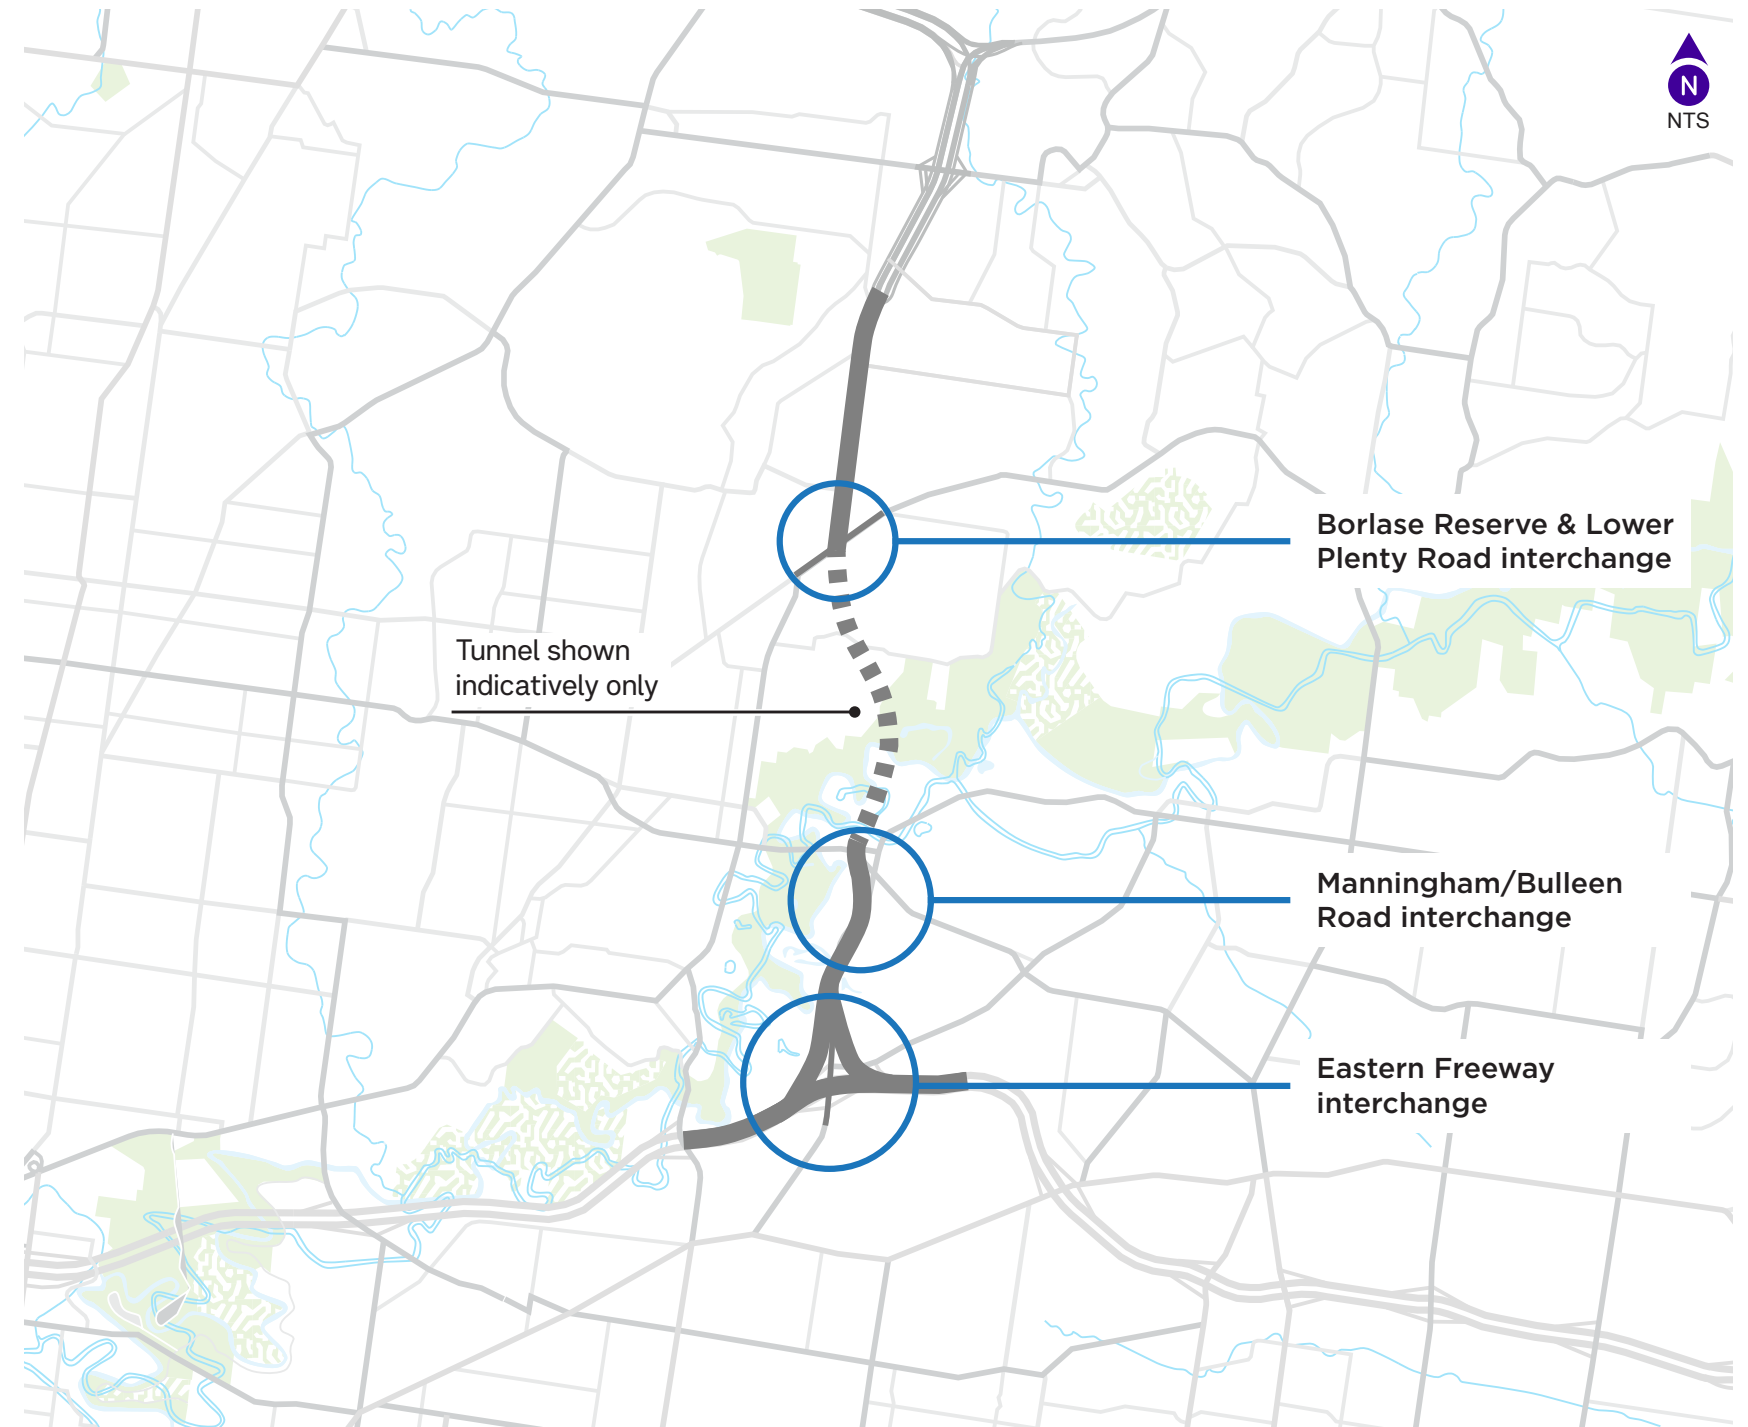 N
NTS
Borlase Reserve & Lower
Plenty Road interchange
Tunnel shown
indicatively only
Manningham/Bulleen
Road interchange
Eastern Freeway
interchange